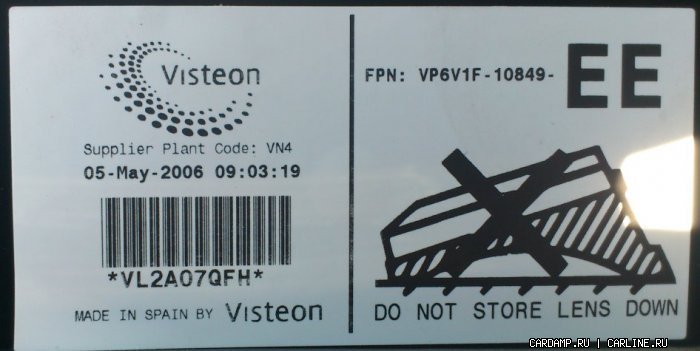 Visteon
Supplier Plant Code: VN4
05-May-2006 09:03:19
*VL2A07QFH*
MADE IN SPAIN BY Visteon
FPN: VP6V1F-10849- EE
DO NOT STORE LENS DOWN
CARDAMP.RU | CARLINE.RU